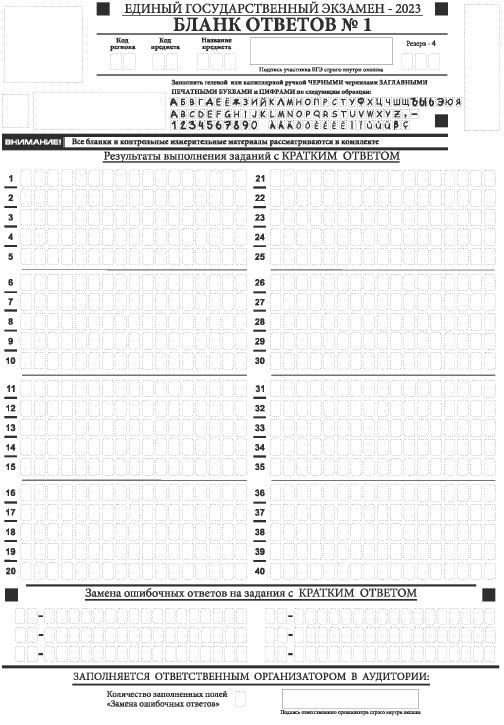 ЕДИНЫЙ ГОСУДАРСТВЕННЫЙ ЭКЗАМЕН - 2023
БЛАНК ОТВЕТОВ № 1
Код региона
Код предмета
Название предмета
Резерв - 4
Подпись участника ЕГЭ строго внутри окошка
Заполнять гелевой или капиллярной ручкой ЧЕРНЫМИ чернилами ЗАГЛАВНЫМИ
ПЕЧАТНЫМИ БУКВАМИ и ЦИФРАМИ по следующим образцам:
АБВГДЕЁЖЗИЙКЛМНОПРСТУФХЦЧШЩЪЫЬЭЮЯ
ABCDEFGHIJKLMNOPQRSTUVWXYZ,-
1234567890
ВНИМАНИЕ! Все бланки и контрольные измерительные материалы рассматриваются в комплекте
Результаты выполнения заданий с КРАТКИМ ОТВЕТОМ
1 21
2 22
3 23
4 24
5 25
6 26
7 27
8 28
9 29
10 30
11 31
12 32
13 33
14 34
15 35
16 36
17 37
18 38
19 39
20 40
Замена ошибочных ответов на задания с КРАТКИМ ОТВЕТОМ
- -
- -
- -
ЗАПОЛНЯЕТСЯ ОТВЕТСТВЕННЫМ ОРГАНИЗАТОРОМ В АУДИТОРИИ:
Количество заполненных полей
«Замена ошибочных ответов»
Подпись ответственного организатора строго внутри окошка